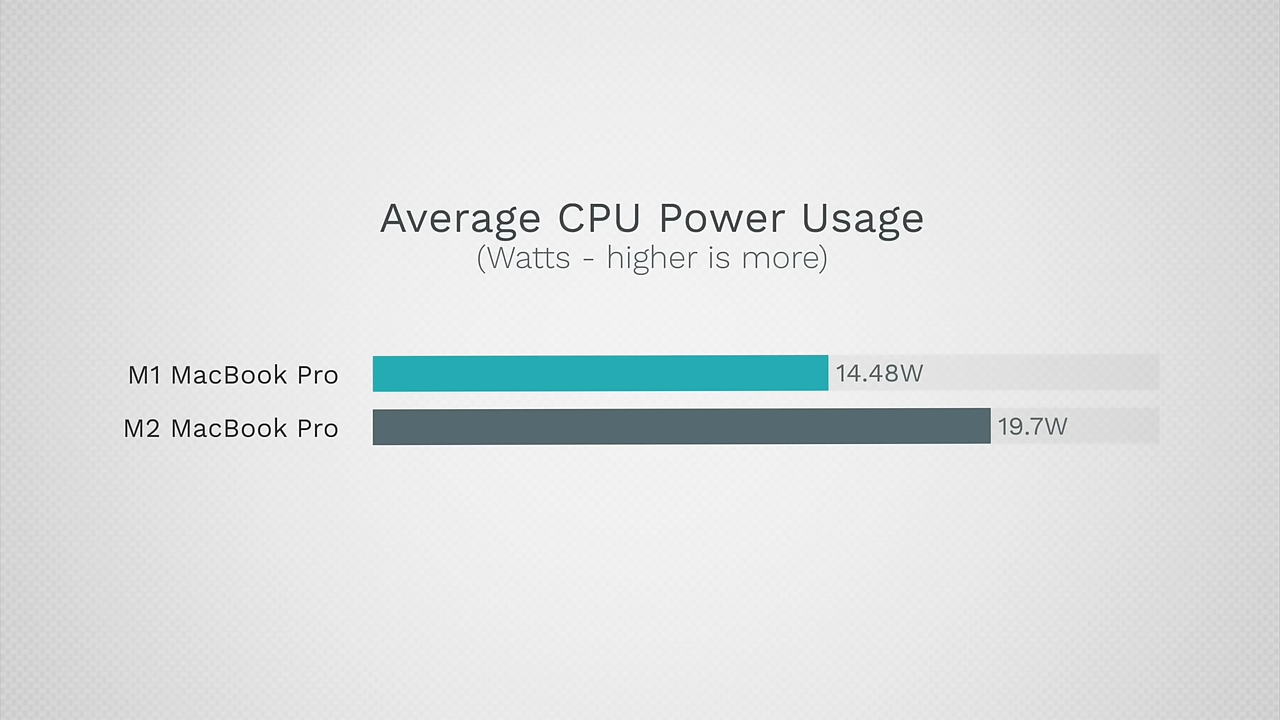 Average CPU Power Usage
(Watts - higher is more)
M1 MacBook Pro 14.48W
M2 MacBook Pro 19.7W